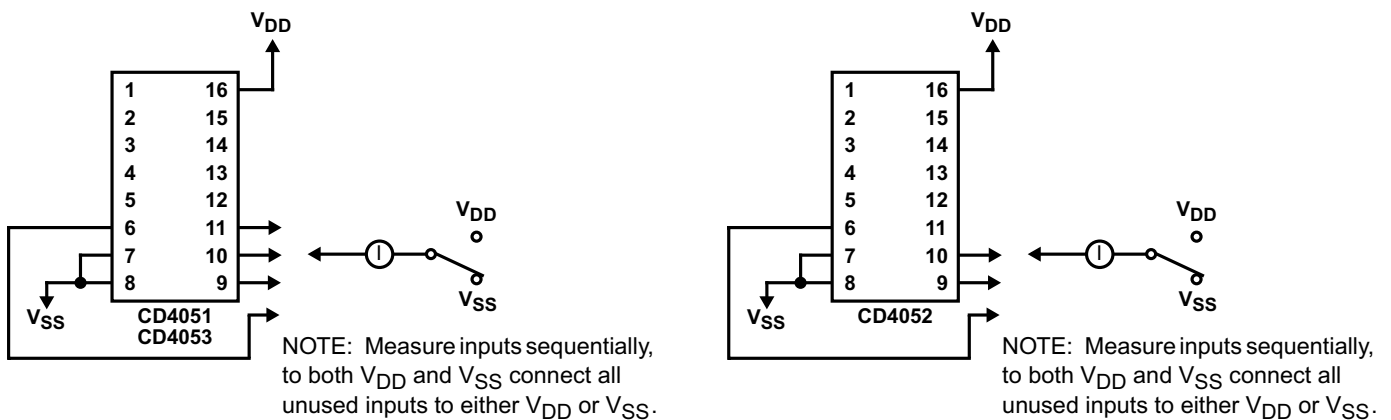 VDD
1 16
2 15
3 14
4 13
5 12
6 11
7 10
8 9
VSS
CD4051
CD4053
I
VDD
VSS
NOTE: Measure inputs sequentially,
to both VDD and VSS connect all
unused inputs to either VDD or VSS.
VDD
1 16
2 15
3 14
4 13
5 12
6 11
7 10
8 9
VSS
CD4052
I
VDD
VSS
NOTE: Measure inputs sequentially,
to both VDD and VSS connect all
unused inputs to either VDD or VSS.